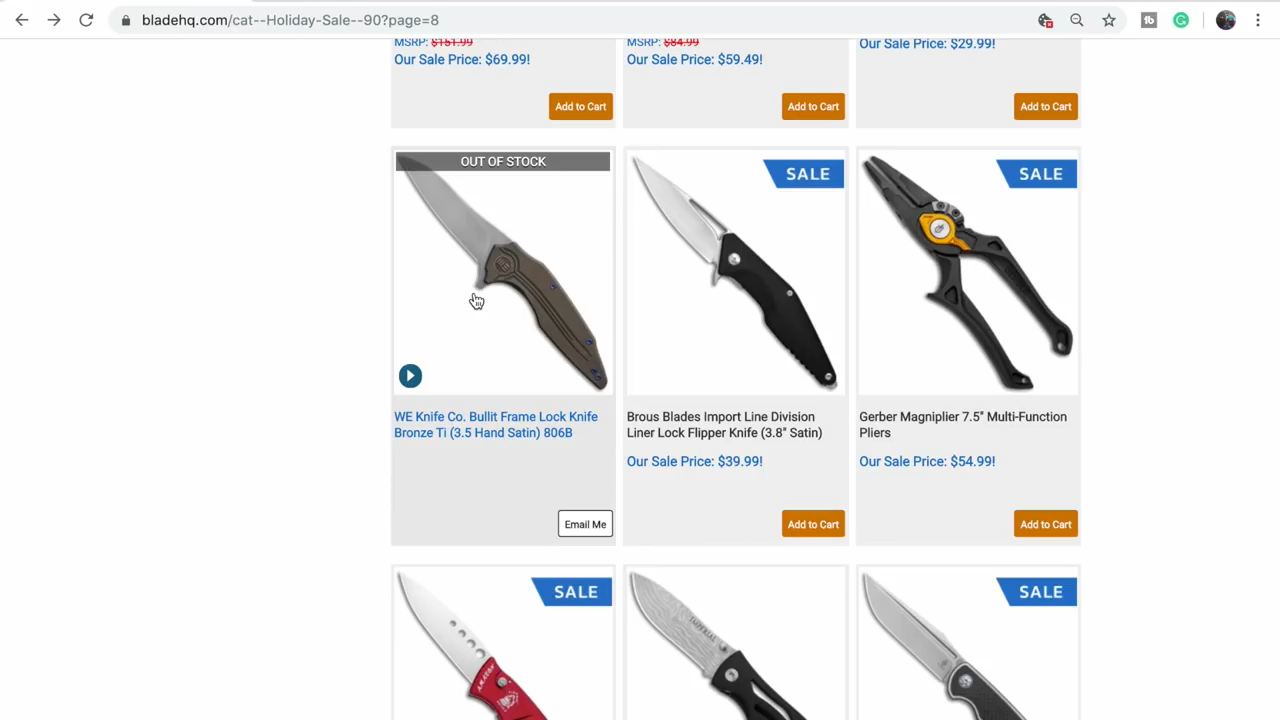 bladehq.com/cat--Holiday-Sale--90?page=8
MSRP: $151.99
Our Sale Price: $69.99!
Add to Cart
MSRP: $84.99
Our Sale Price: $59.49!
Add to Cart
Our Sale Price: $29.99!
Add to Cart
OUT OF STOCK
WE Knife Co. Bullit Frame Lock Knife
Bronze Ti (3.5 Hand Satin) 806B
Email Me
SALE
Brous Blades Import Line Division
Liner Lock Flipper Knife (3.8" Satin)
Our Sale Price: $39.99!
Add to Cart
SALE
Gerber Magniplier 7.5" Multi-Function
Pliers
Our Sale Price: $54.99!
Add to Cart
SALE
SALE